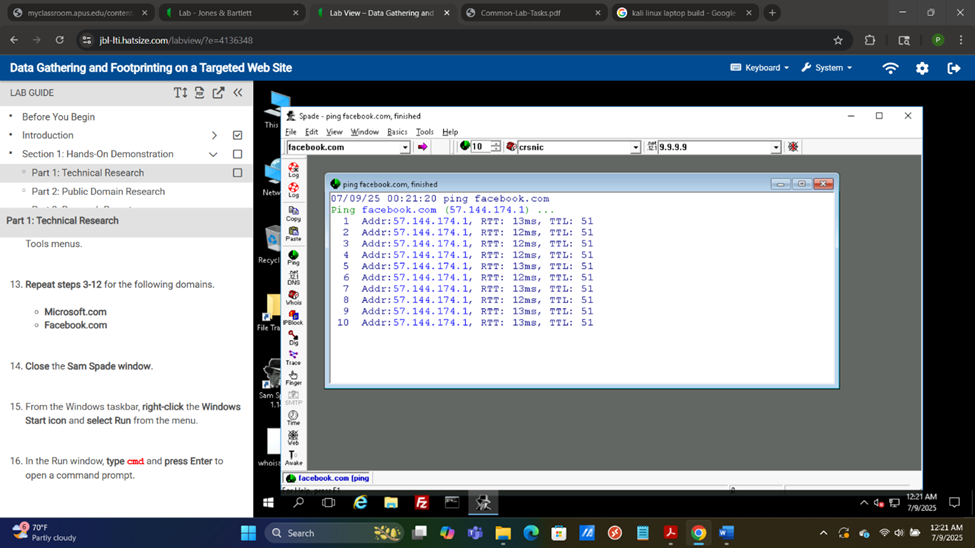 myclassroom.apus.edu/content
Lab - Jones & Bartlett
Lab View – Data Gathering and
Common-Lab-Tasks.pdf
kali linux laptop build - Google
jbl-lti.hatsize.com/labview/?e=4136348
P
Data Gathering and Footprinting on a Targeted Web Site
Keyboard
System
LAB GUIDE
Before You Begin
Introduction
Section 1: Hands-On Demonstration
Part 1: Technical Research
Part 2: Public Domain Research
Part 1: Technical Research
Tools menus.
13. Repeat steps 3-12 for the following domains.
Microsoft.com
Facebook.com
14. Close the Sam Spade window.
15. From the Windows taskbar, right-click the Windows
Start icon and select Run from the menu.
16. In the Run window, type cmd and press Enter to
open a command prompt.
This
Netwo
Recycl
File Tra
Sam S
1.1
whois
Spade - ping facebook.com, finished
File Edit View Window Basics Tools Help
facebook.com
10
crsnic
9.9.9.9
Log
Log
Copy
Paste
Ping
DNS
Whois
IPBlock
Dig
Trace
Finger
SMTP
Time
Web
Awake
ping facebook.com, finished
07/09/25 00:21:20 ping facebook.com
Ping facebook.com (57.144.174.1) ...
1 Addr:57.144.174.1, RTT: 13ms, TTL: 51
2 Addr:57.144.174.1, RTT: 12ms, TTL: 51
3 Addr:57.144.174.1, RTT: 12ms, TTL: 51
4 Addr:57.144.174.1, RTT: 12ms, TTL: 51
5 Addr:57.144.174.1, RTT: 13ms, TTL: 51
6 Addr:57.144.174.1, RTT: 12ms, TTL: 51
7 Addr:57.144.174.1, RTT: 13ms, TTL: 51
8 Addr:57.144.174.1, RTT: 12ms, TTL: 51
9 Addr:57.144.174.1, RTT: 13ms, TTL: 51
10 Addr:57.144.174.1, RTT: 13ms, TTL: 51
facebook.com [ping
12:21 AM
7/9/2025
6
70°F
Partly cloudy
Search
12:21 AM
7/9/2025